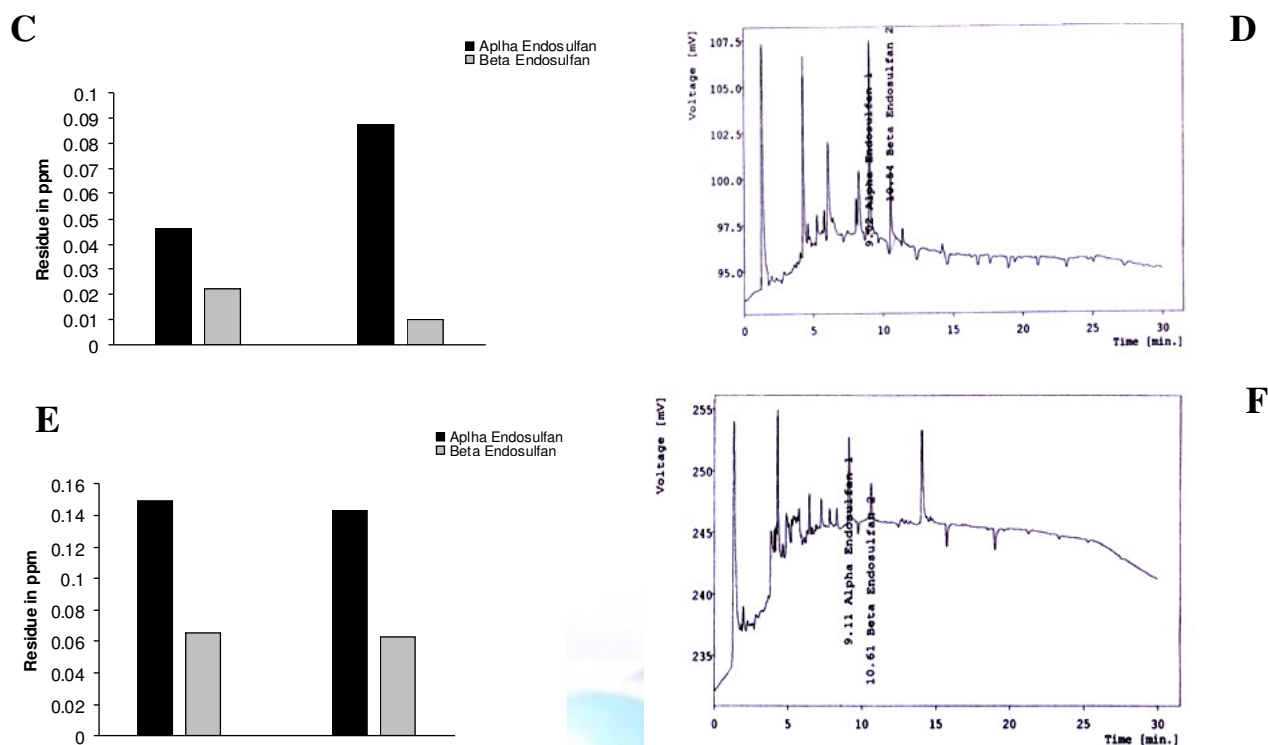 C
Aplha Endosulfan
Beta Endosulfan
0.1
0.09
0.08
0.07
0.06
0.05
0.04
0.03
0.02
0.01
0
Residue in ppm
D
Voltage [mV]
107.5
105.0
102.5
100.0
97.5
95.0
9.02 Alpha Endosulfan 1
10.54 Beta Endosulfan 2
0 5 10 15 20 25 30
Time [min.]
E
Aplha Endosulfan
Beta Endosulfan
0.16
0.14
0.12
0.1
0.08
0.06
0.04
0.02
0
Residue in ppm
F
Voltage [mV]
255
250
245
240
235
9.11 Alpha Endosulfan 1
10.61 Beta Endosulfan 2
0 5 10 15 20 25 30
Time [min.]